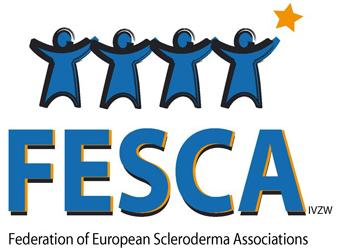 FESCA IVZW
Federation of European Scleroderma Associations